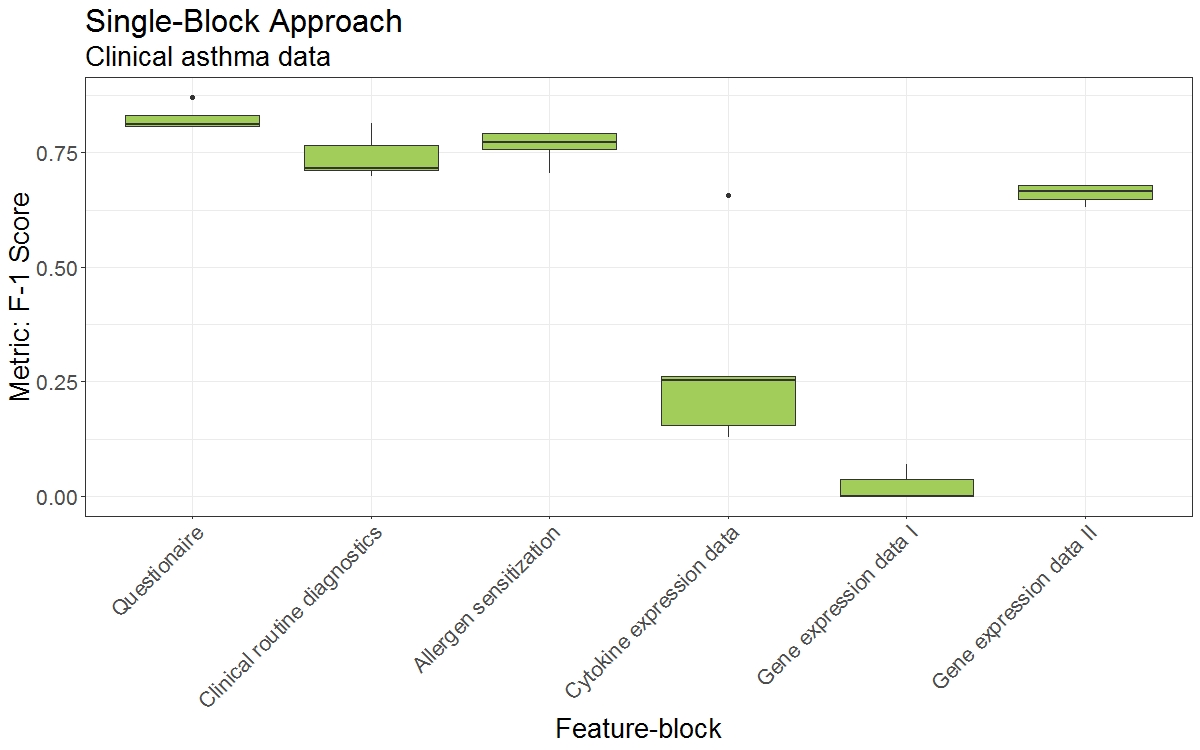 Single-Block Approach
Clinical asthma data
Metric: F-1 Score
0.75
0.50
0.25
0.00
Questionaire
Clinical routine diagnostics
Allergen sensitization
Cytokine expression data
Gene expression data I
Gene expression data II
Feature-block